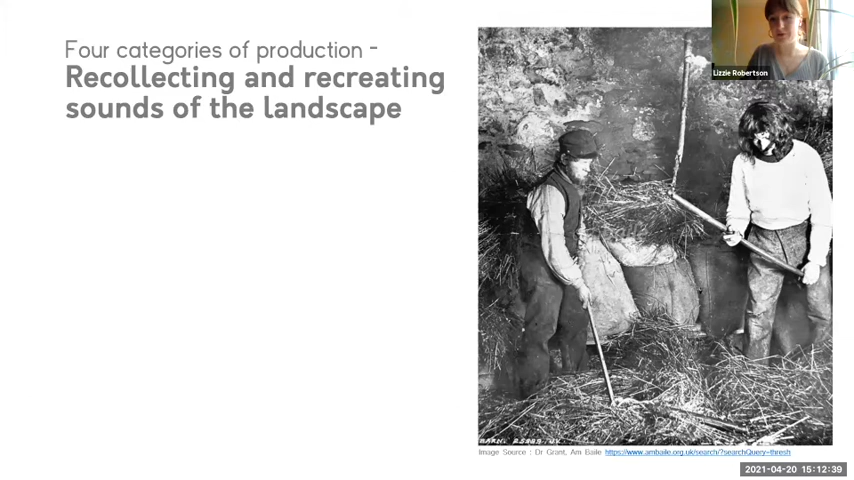 Four categories of production -
Recollecting and recreating
sounds of the landscape
Lizzie Robertson
Image Source : Dr Grant, Am Baile https://www.ambaile.org.uk/search/?searchQuery=thresh
2021-04-20 15:12:39